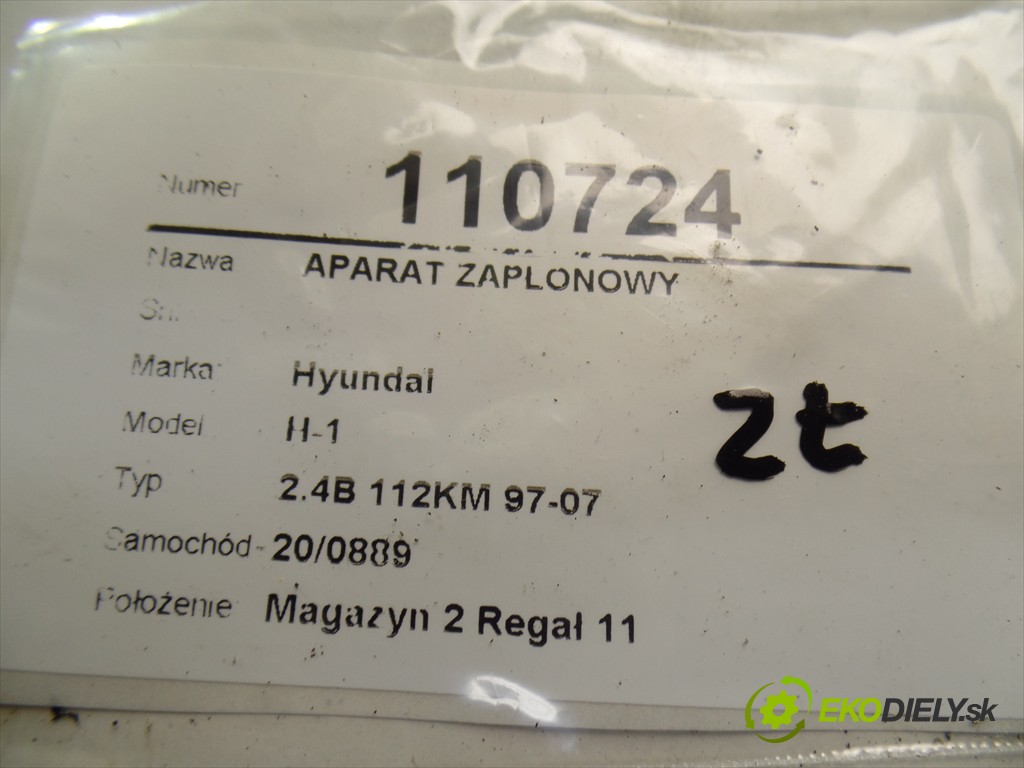 Numer 110724
Nazwa APARAT ZAPLONOWY
Sn.
Marka Hyundai
Model H-1
zt
Typ 2.4B 112KM 97-07
Samochód 20/0889
Położenie Magazyn 2 Regał 11
EKODIELY.sk